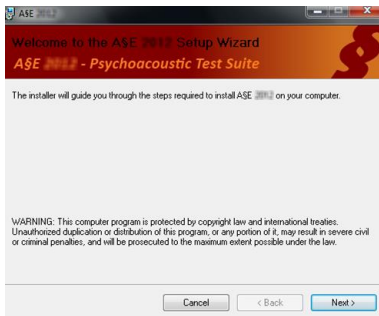 A§E
Welcome to the A§E Setup Wizard
A§E - Psychoacoustic Test Suite
The installer will guide you through the steps required to install A§E on your computer.
WARNING: This computer program is protected by copyright law and international treaties.
Unauthorized duplication or distribution of this program, or any portion of it, may result in severe civil
or criminal penalties, and will be prosecuted to the maximum extent possible under the law.
Cancel < Back Next >